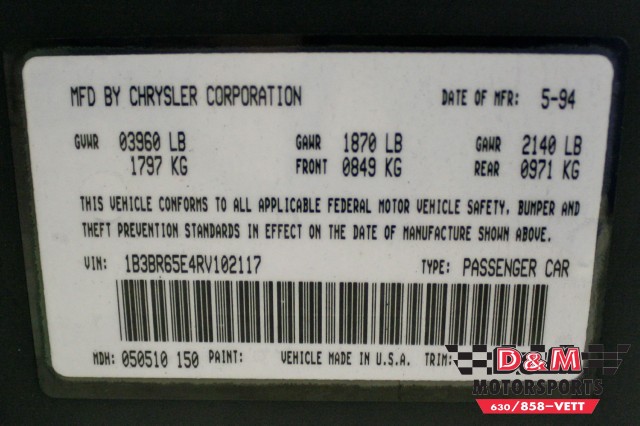 MFD BY CHRYSLER CORPORATION DATE OF MFR: 5-94
GVWR 03960 LB GAWR 1870 LB GAWR 2140 LB
1797 KG FRONT 0849 KG REAR 0971 KG
THIS VEHICLE CONFORMS TO ALL APPLICABLE FEDERAL MOTOR VEHICLE SAFETY, BUMPER AND
THEFT PREVENTION STANDARDS IN EFFECT ON THE DATE OF MANUFACTURE SHOWN ABOVE.
VIN: 1B3BR65E4RV102117 TYPE: PASSENGER CAR
MDH: 050510 150 PAINT: VEHICLE MADE IN U.S.A. TRIM:
D&M
MOTORSPORTS
630/858-VETT